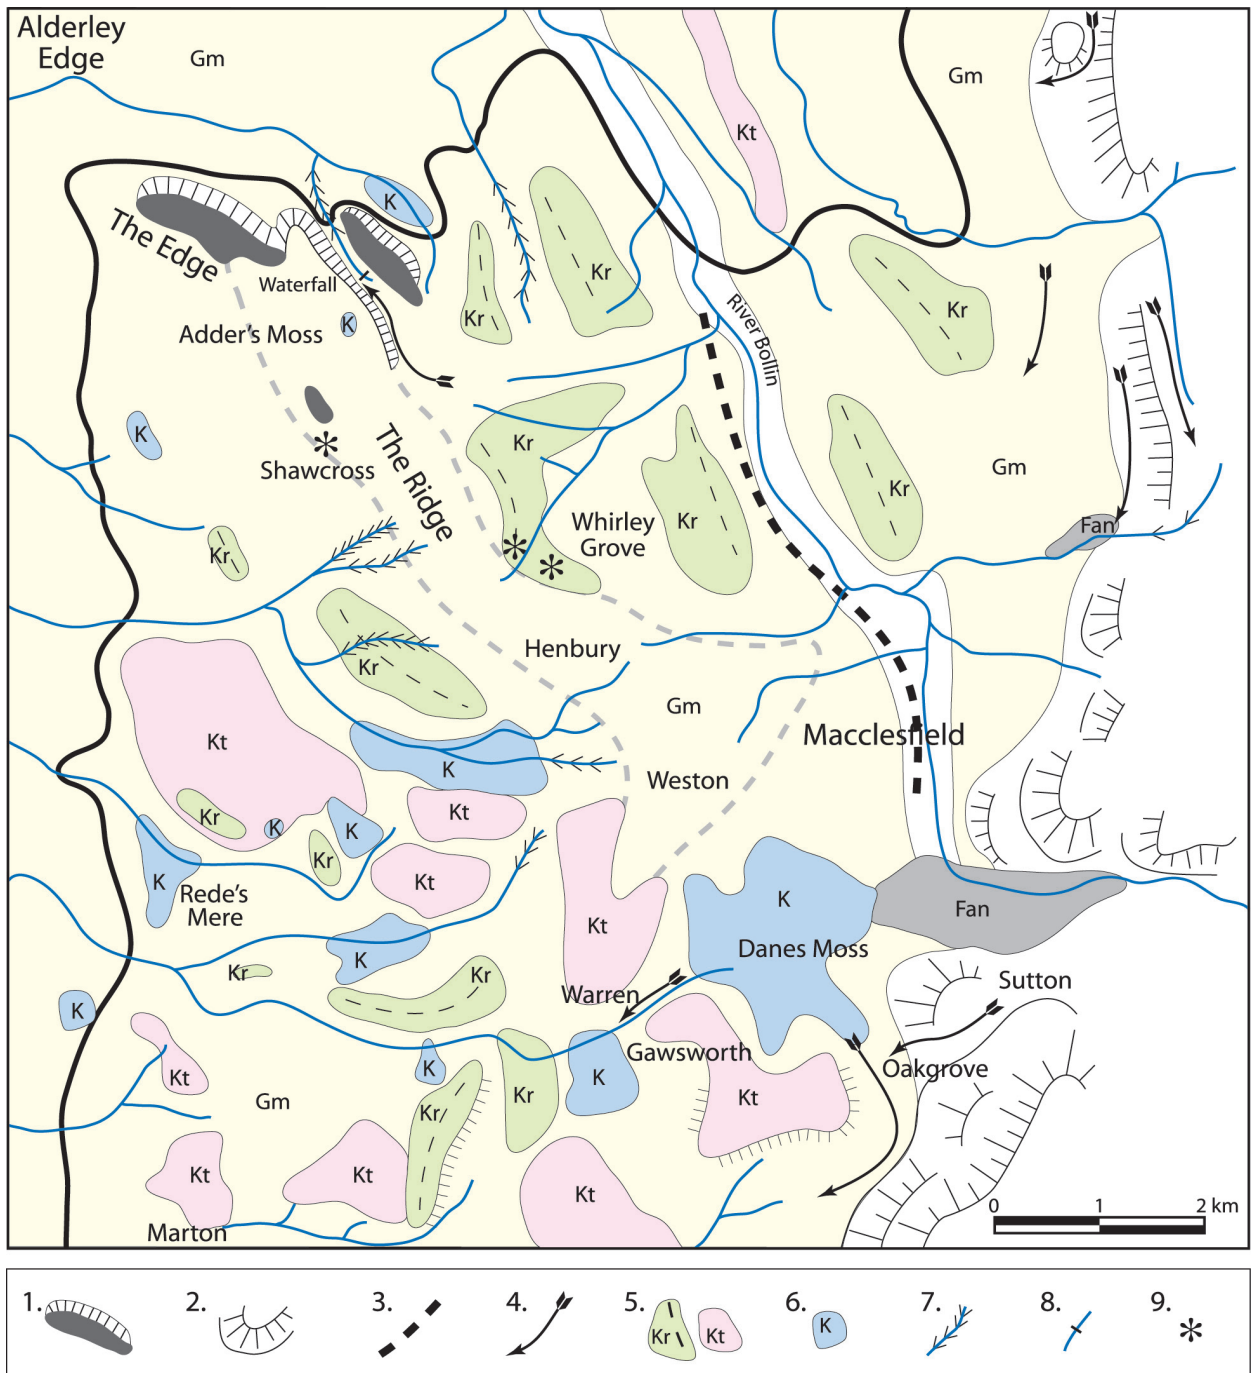 Alderley
Edge
Gm
Gm
Kt
K
The Edge
Waterfall
Kr
Kr
Kr
River Bollin
Adder's Moss
K
K
Shawcross
The Ridge
Kr
Kr
Kr
Gm
Whirley
Grove
Fan
Kr
Kr
Henbury
Gm
Kt
Macclesfield
K
Weston
Kr
K
K
Kt
Kr
Kt
K
Rede's
Mere
K
Danes Moss
Fan
Kt
K
Kr
Kr
Sutton
Warren
K
Gawsworth
Oakgrove
Kt
K
Kr
K
Kt
Gm
Kr
Kt
Kt
Kt
Marton
0 1 2 km
1. 2. 3. 4. 5. Kr Kt 6. K 7. 8. 9.